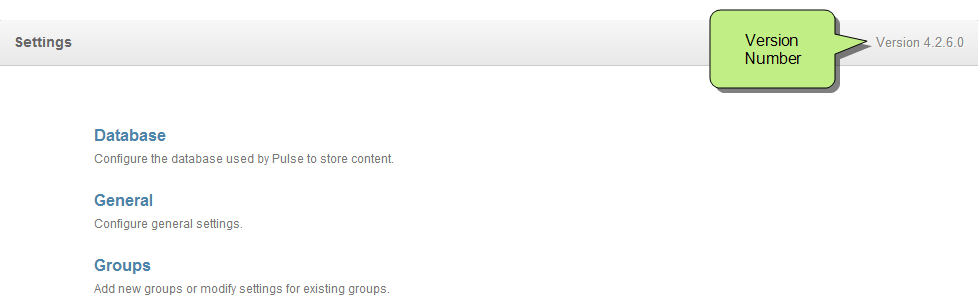 Settings
Version
Number
Version 4.2.6.0
Database
Configure the database used by Pulse to store content.
General
Configure general settings.
Groups
Add new groups or modify settings for existing groups.